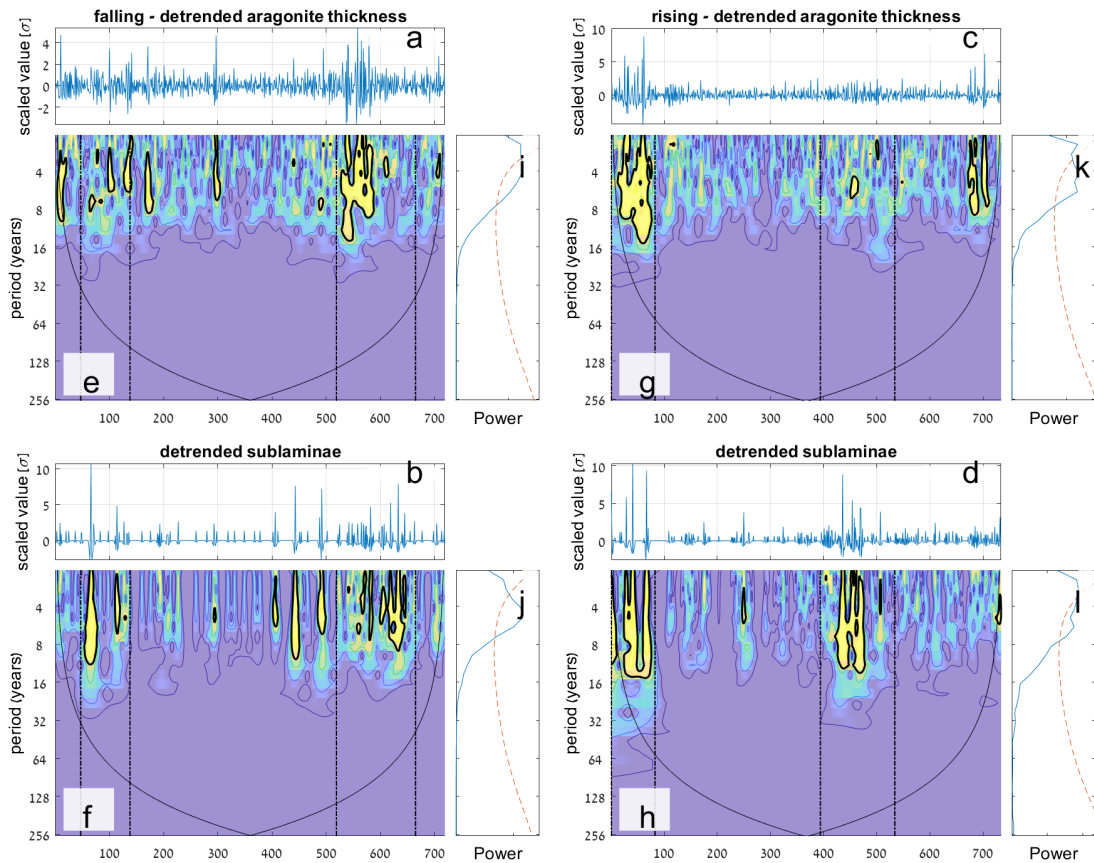 falling - detrended aragonite thickness
scaled value [σ]
4
2
0
-2
a
period (years)
4
8
16
32
64
128
256
e
i
100 200 300 400 500 600 700
Power
rising - detrended aragonite thickness
scaled value [σ]
10
5
0
c
period (years)
4
8
16
32
64
128
256
g
k
100 200 300 400 500 600 700
Power
detrended sublaminae
scaled value [σ]
10
5
0
b
period (years)
4
8
16
32
64
128
256
f
j
100 200 300 400 500 600 700
Power
detrended sublaminae
scaled value [σ]
10
5
0
d
period (years)
4
8
16
32
64
128
256
h
l
100 200 300 400 500 600 700
Power